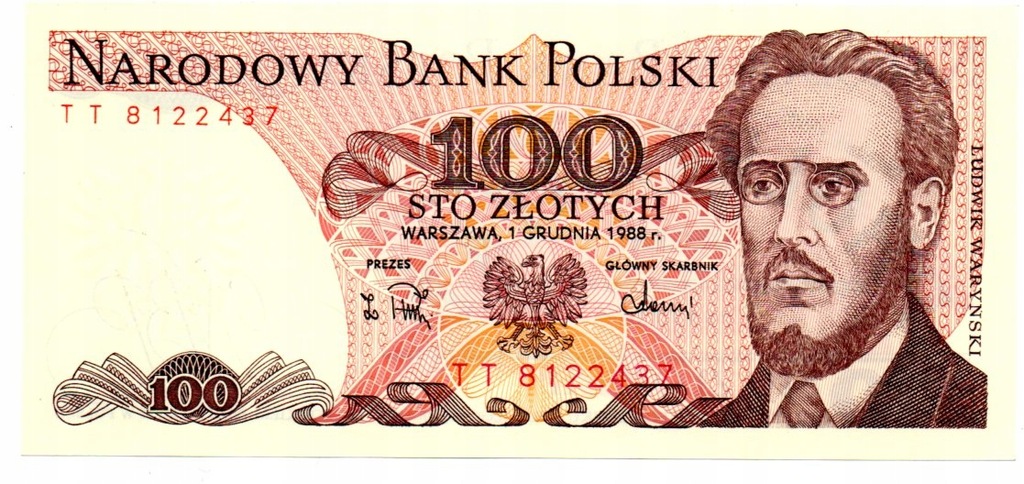 NARODOWY BANK POLSKI
TT 8122437
100
STO ZŁOTYCH
WARSZAWA, 1 GRUDNIA 1988 r.
PREZES
GŁÓWNY SKARBNIK
LUDWIK WARYŃSKI
100
TT 8122437